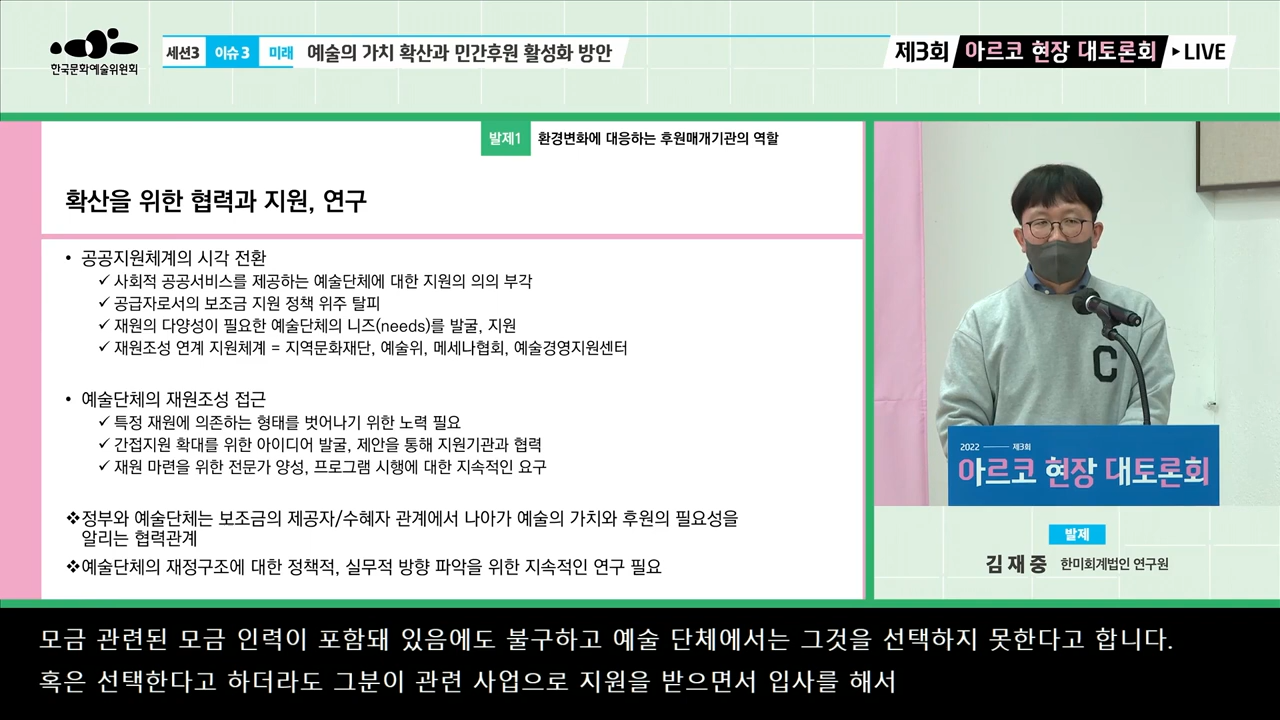 한국문화예술위원회
세션3 이슈 3 미래 예술의 가치 확산과 민간후원 활성화 방안
제3회 아르코 현장 대토론회 ▸LIVE
발제1 환경변화에 대응하는 후원매개기관의 역할
확산을 위한 협력과 지원, 연구
• 공공지원체계의 시각 전환
✓ 사회적 공공서비스를 제공하는 예술단체에 대한 지원의 의의 부각
✓ 공급자로서의 보조금 지원 정책 위주 탈피
✓ 재원의 다양성이 필요한 예술단체의 니즈(needs)를 발굴, 지원
✓ 재원조성 연계 지원체계 = 지역문화재단, 예술위, 메세나협회, 예술경영지원센터
• 예술단체의 재원조성 접근
✓ 특정 재원에 의존하는 형태를 벗어나기 위한 노력 필요
✓ 간접지원 확대를 위한 아이디어 발굴, 제안을 통해 지원기관과 협력
✓ 재원 마련을 위한 전문가 양성, 프로그램 시행에 대한 지속적인 요구
❖정부와 예술단체는 보조금의 제공자/수혜자 관계에서 나아가 예술의 가치와 후원의 필요성을
알리는 협력관계
❖예술단체의 재정구조에 대한 정책적, 실무적 방향 파악을 위한 지속적인 연구 필요
C
2022 제3회
아르코 현장 대토론회
발제
김재중 한미회계법인 연구원
모금 관련된 모금 인력이 포함돼 있음에도 불구하고 예술 단체에서는 그것을 선택하지 못한다고 합니다.
혹은 선택한다고 하더라도 그분이 관련 사업으로 지원을 받으면서 입사를 해서